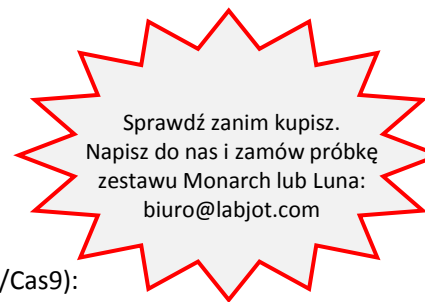 Sprawdź zanim kupisz.
Napisz do nas i zamów próbkę
zestawu Monarch lub Luna:
biuro@labjot.com
/Cas9):